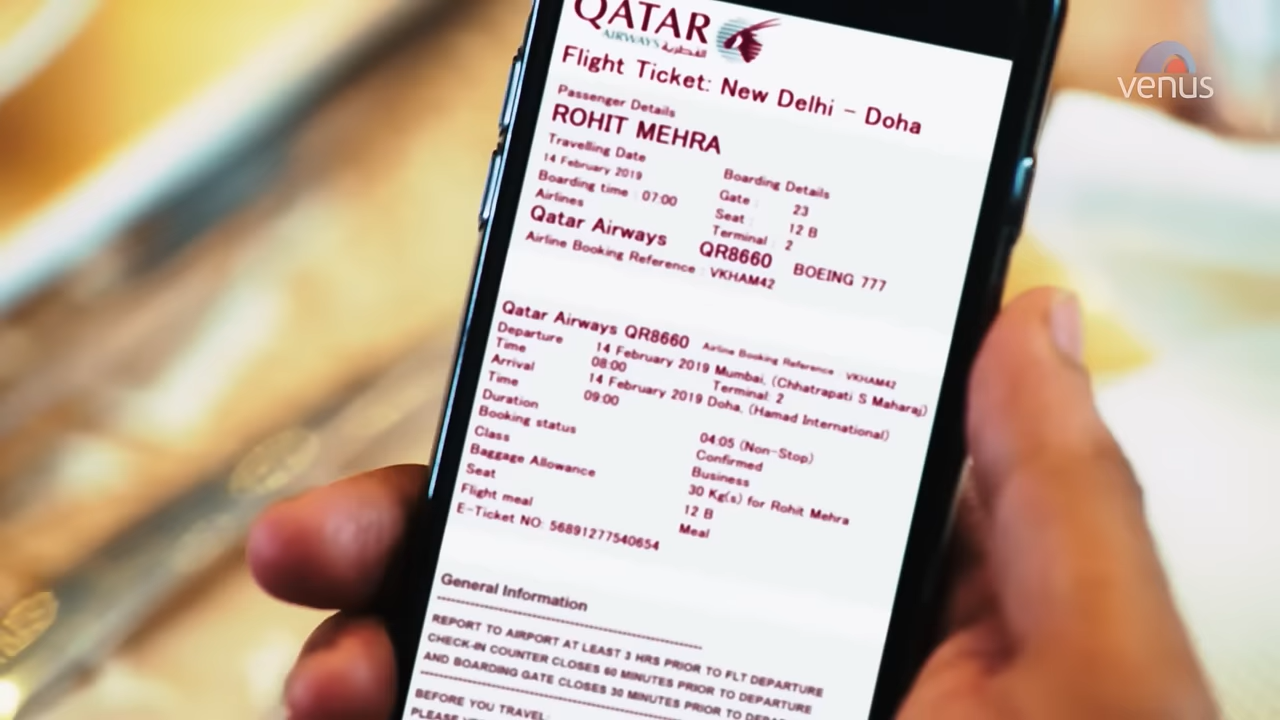 QATAR
AIRWAYS القطرية
venus
Flight Ticket: New Delhi - Doha
Passenger Details
ROHIT MEHRA
Travelling Date
14 February 2019
Boarding time : 07:00
Boarding Details
Gate : 23
Seat : 12 B
Terminal : 2
Airlines
Qatar Airways QR8660 BOEING 777
Airline Booking Reference : VKHAM42
Qatar Airways QR8660 Airline Booking Reference : VKHAM42
Departure 14 February 2019 Mumbai, (Chhatrapati S Maharaj)
Time 08:00 Terminal: 2
Arrival 14 February 2019 Doha, (Hamad International)
Time 09:00
Duration 04:05 (Non-Stop)
Booking status Confirmed
Class Business
Baggage Allowance 30 Kg(s) for Rohit Mehra
Seat 12 B
Flight meal Meal
E-Ticket NO: 56891277540654
General Information
REPORT TO AIRPORT AT LEAST 3 HRS PRIOR TO FLT DEPARTURE
CHECK-IN COUNTER CLOSES 60 MINUTES PRIOR TO DEPARTURE
AND BOARDING GATE CLOSES 30 MINUTES PRIOR TO
BEFORE YOU TRAVEL: